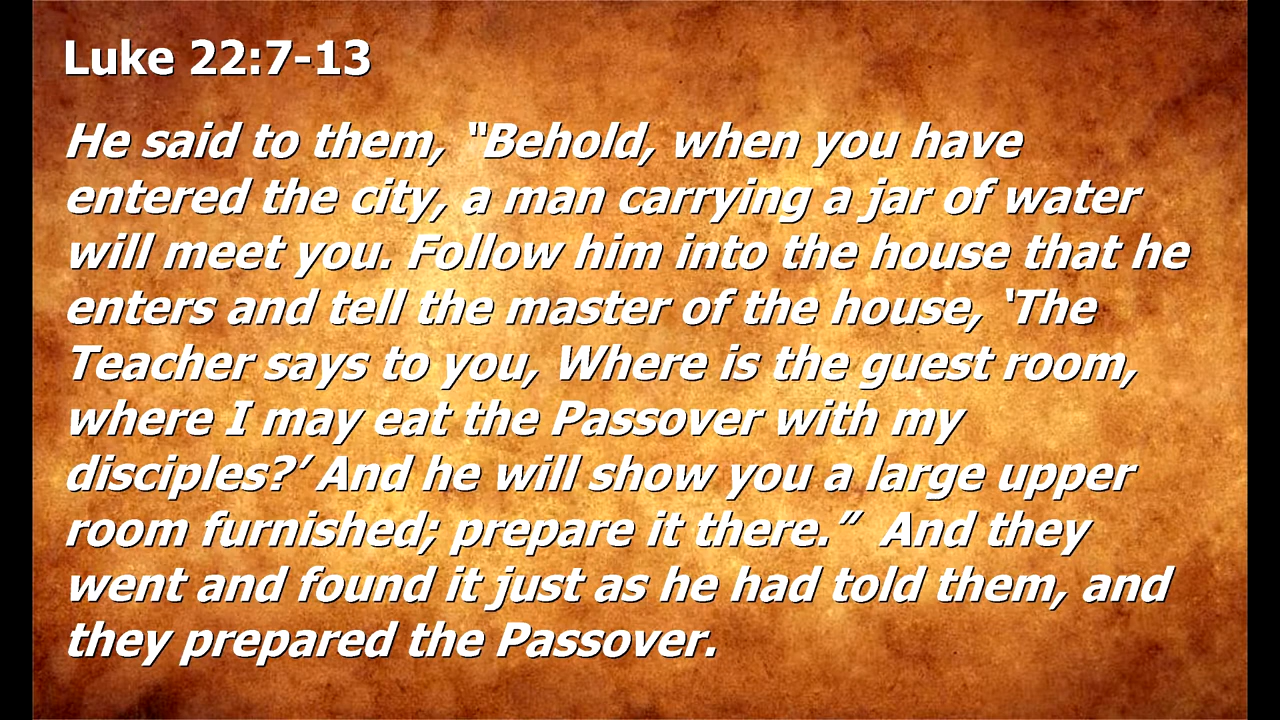 Luke 22:7-13
He said to them, “Behold, when you have
entered the city, a man carrying a jar of water
will meet you. Follow him into the house that he
enters and tell the master of the house, ‘The
Teacher says to you, Where is the guest room,
where I may eat the Passover with my
disciples?’ And he will show you a large upper
room furnished; prepare it there.”  And they
went and found it just as he had told them, and
they prepared the Passover.